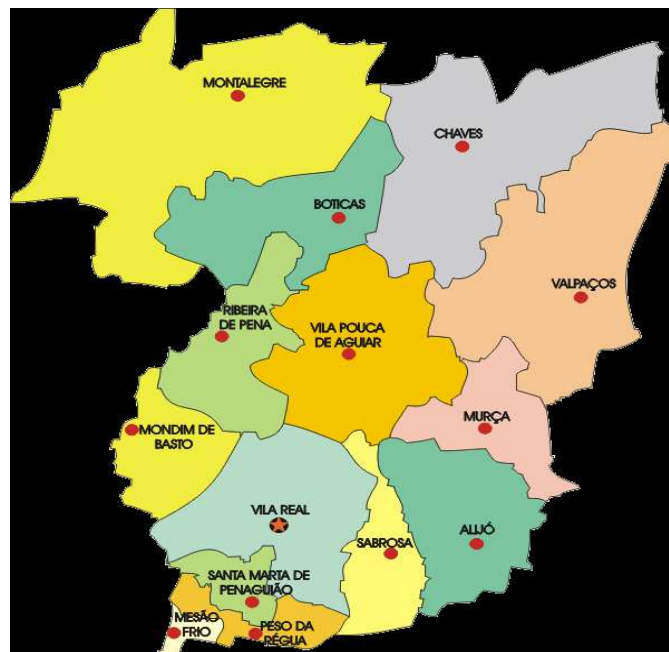 MONTALEGRE
CHAVES
BOTICAS
VALPAÇOS
RIBEIRA
DE PENA
VILA POUCA
DE AGUIAR
MURÇA
MONDIM DE
BASTO
VILA REAL
ALIJÓ
SABROSA
SANTA MARTA DE
PENAGUIÃO
MESÃO
FRIO
PESO DA
RÉGUA